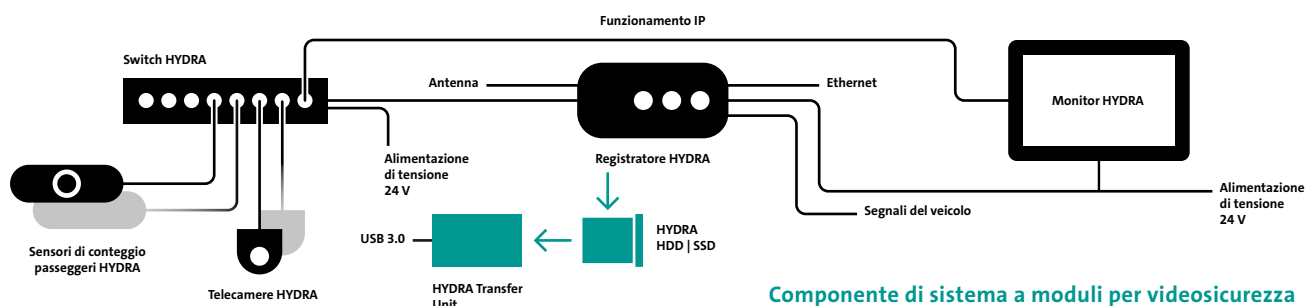 Funzionamento IP
Switch HYDRA
Antenna
Ethernet
Monitor HYDRA
Alimentazione
di tensione
24 V
Registratore HYDRA
Alimentazione
di tensione
24 V
Segnali del veicolo
Sensori di conteggio
passeggeri HYDRA
USB 3.0
HYDRA
HDD | SSD
Telecamere HYDRA
HYDRA Transfer
Unit
Componente di sistema a moduli per videosicurezza